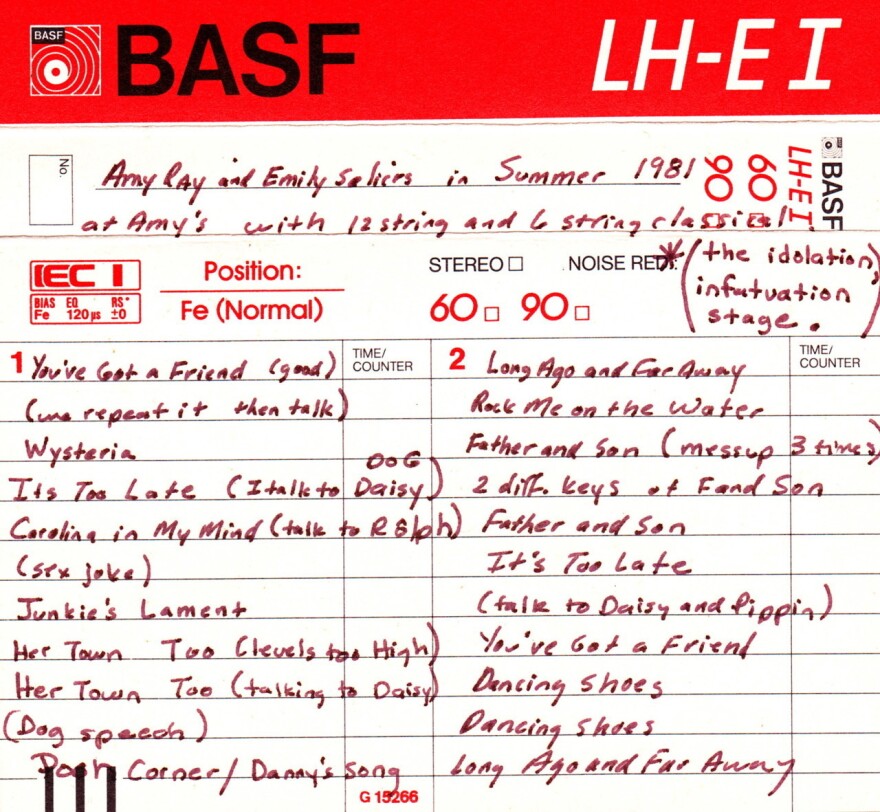 BASF BASF LH-E I
No. Amy Ray and Emily Saliers in Summer 1981 90 60 LH-E I BASF
at Amy's with 12 string and 6 string classical
IEC I Position: STEREO NOISE RED.: * (the idolation,
BIAS EQ RS* infatuation
Fe 120 µs ±0 Fe (Normal) 60 90 stage.
1 You've Got a Friend (good) TIME/COUNTER 2 Long Ago and Far Away TIME/COUNTER
(we repeat it then talk) Rock Me on the Water
Wysteria Father and Son (messup 3 times)
DOG
Its Too Late (I talk to Daisy) 2 diff. keys of F and Son
Carolina in My Mind (talk to Ralph) Father and Son
(sex joke) It's Too Late
Junkie's Lament (talk to Daisy and Pippin)
Her Town Too (levels too High) You've Got a Friend
Her Town Too (talking to Daisy) Dancing Shoes
(Dog speech) Dancing Shoes
Pooh Corner/Danny's Song Long Ago and Far Away
G 15266